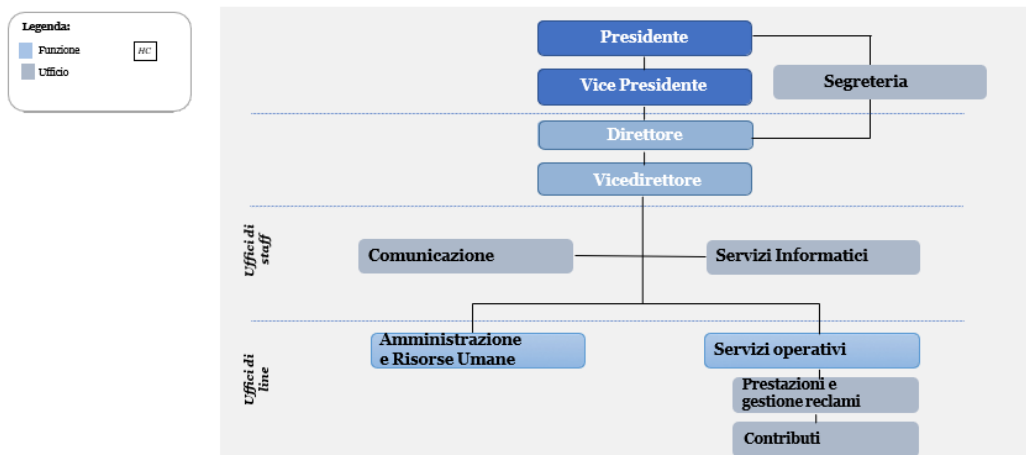 Legenda:
Funzione
HC
Ufficio
Presidente
Segreteria
Vice Presidente
Direttore
Vicedirettore
Uffici di
staff
Comunicazione
Servizi Informatici
Uffici di
line
Amministrazione
e Risorse Umane
Servizi operativi
Prestazioni e
gestione reclami
Contributi